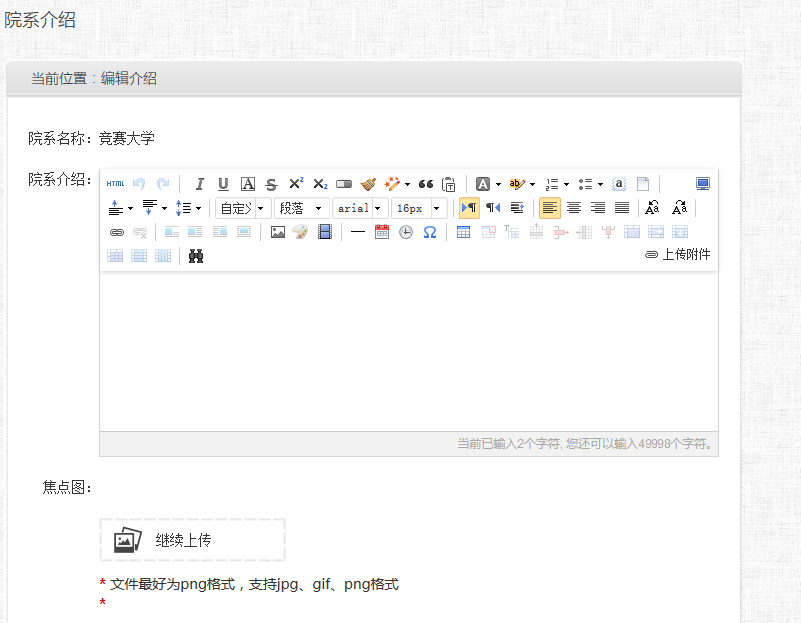 院系介绍
当前位置：编辑介绍
院系名称：竞赛大学
院系介绍：
HTML
自定义 段落 arial 16px
上传附件
当前已输入2个字符, 您还可以输入49998个字符。
焦点图：
继续上传
* 文件最好为png格式，支持jpg、gif、png格式
*